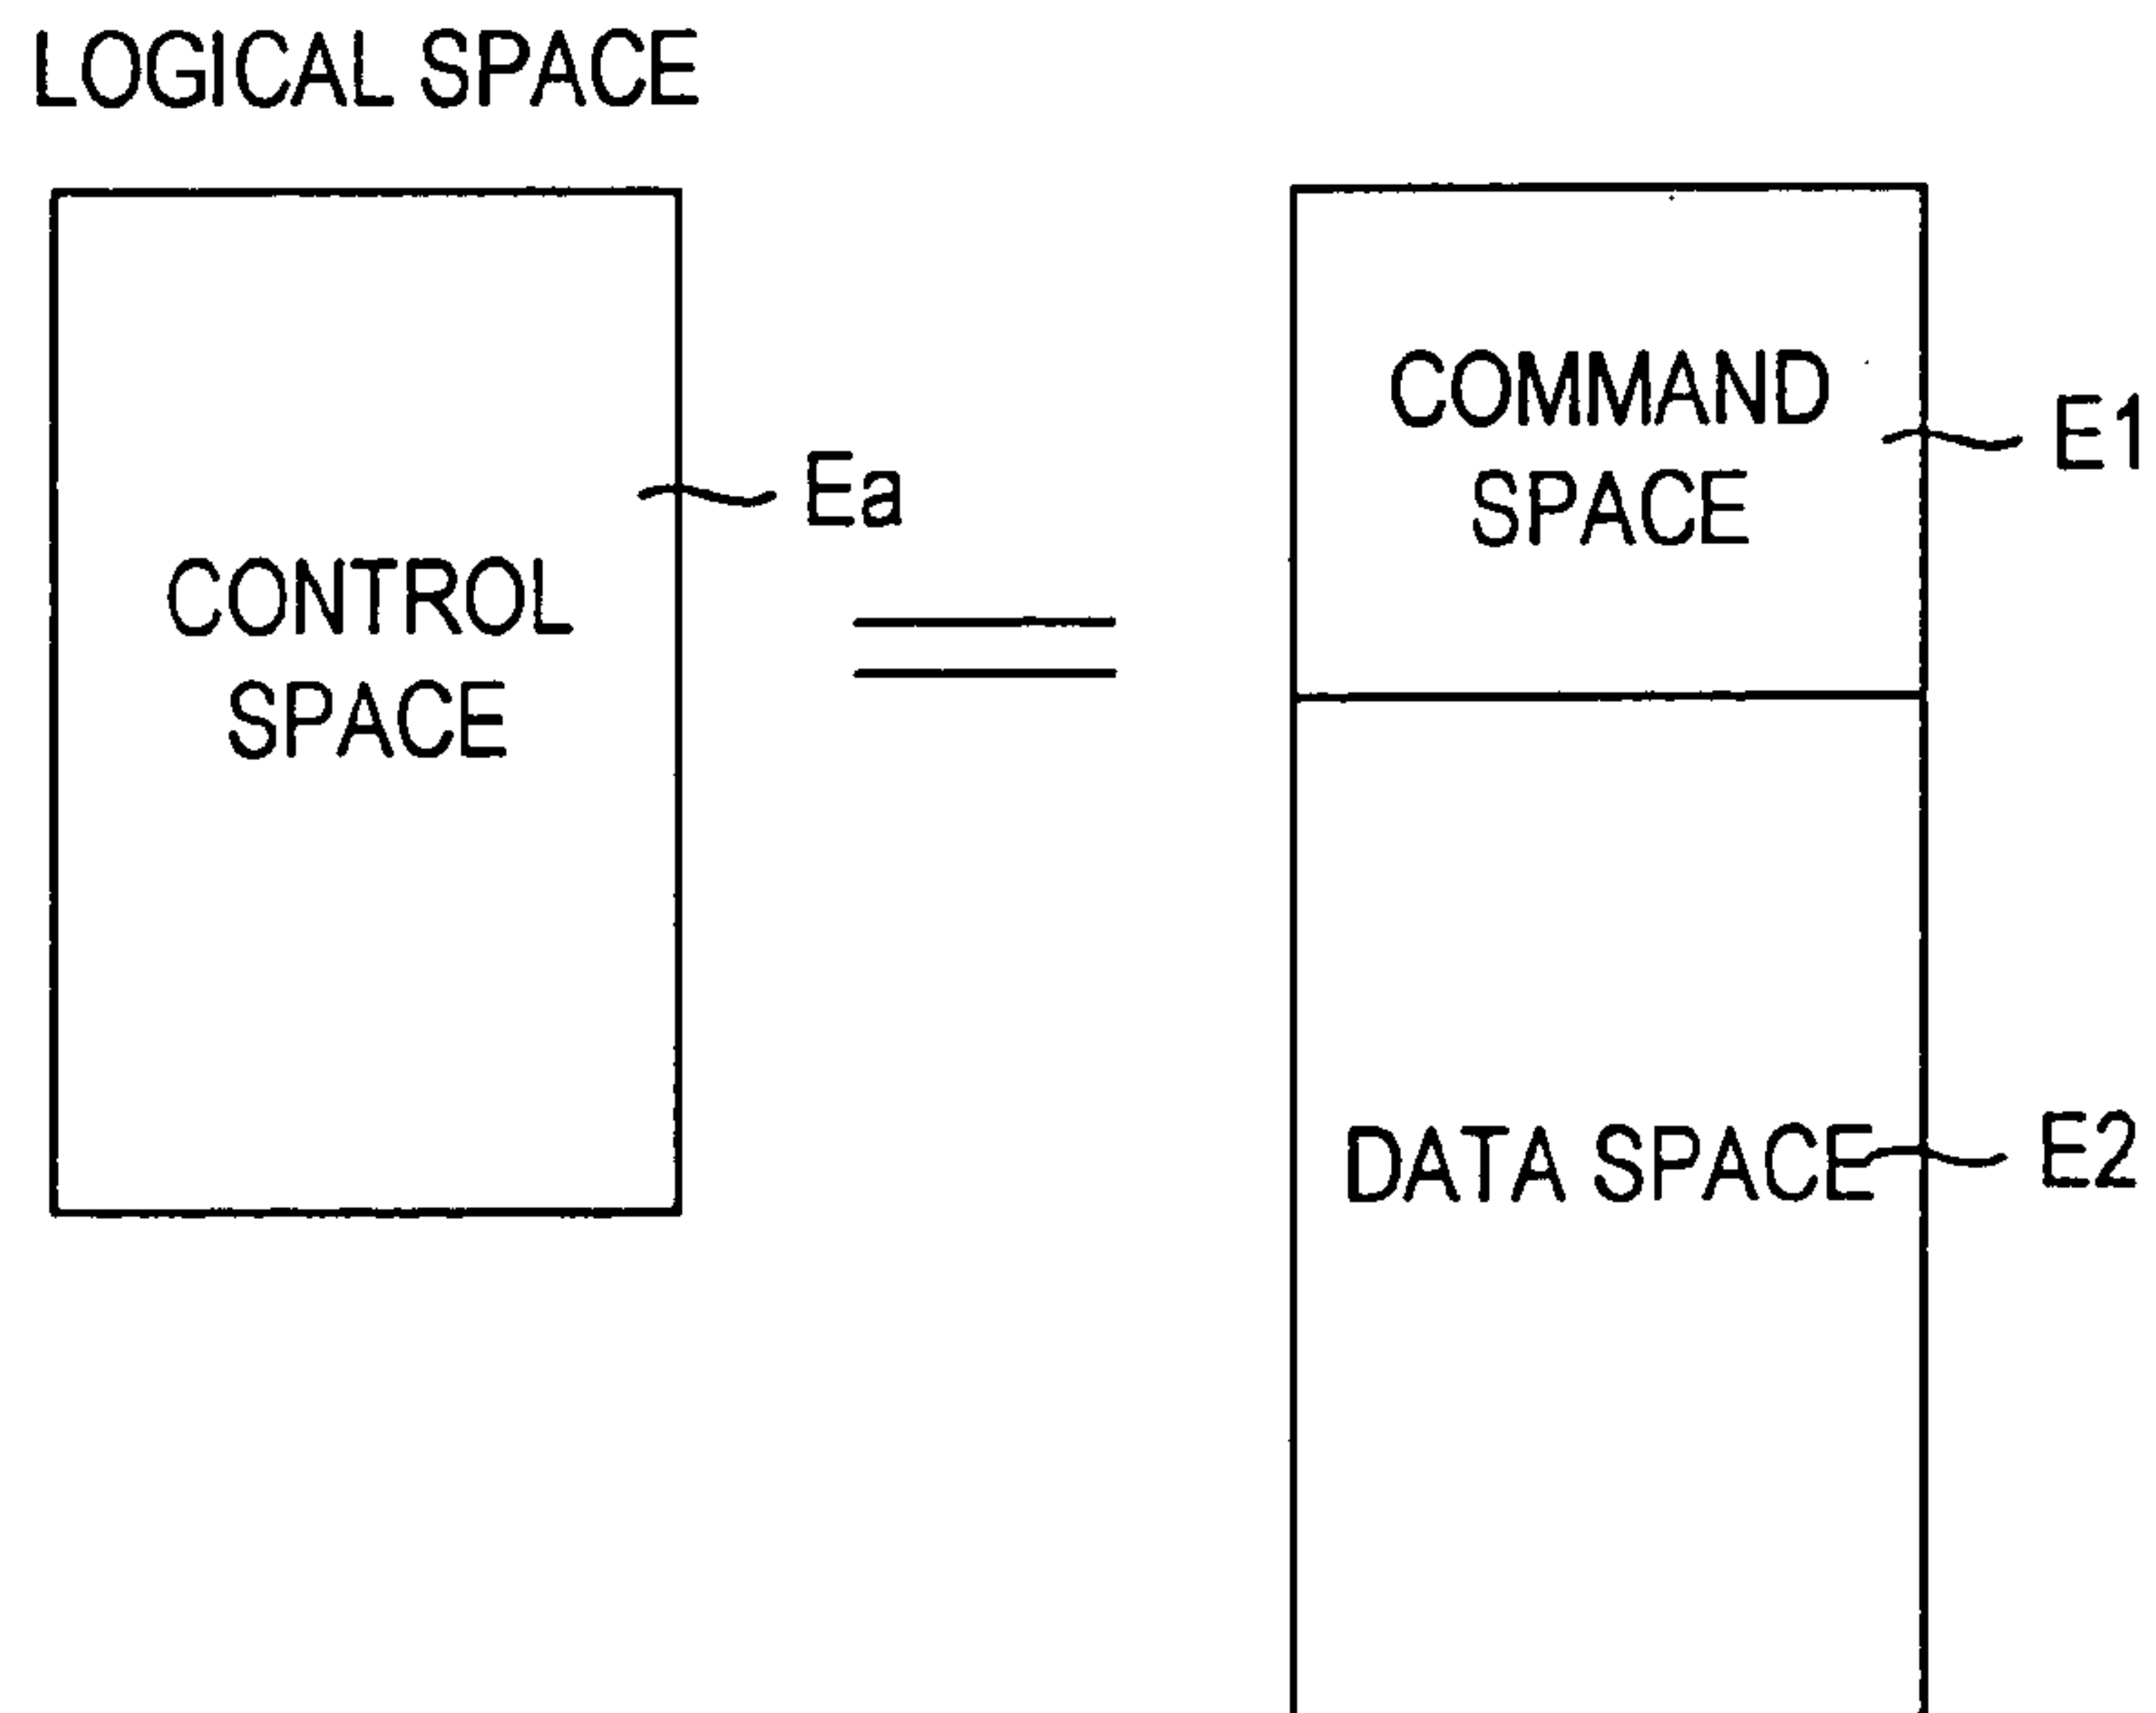 LOGICAL SPACE
CONTROL
SPACE
Ea
COMMAND
SPACE
E1
DATA SPACE
E2